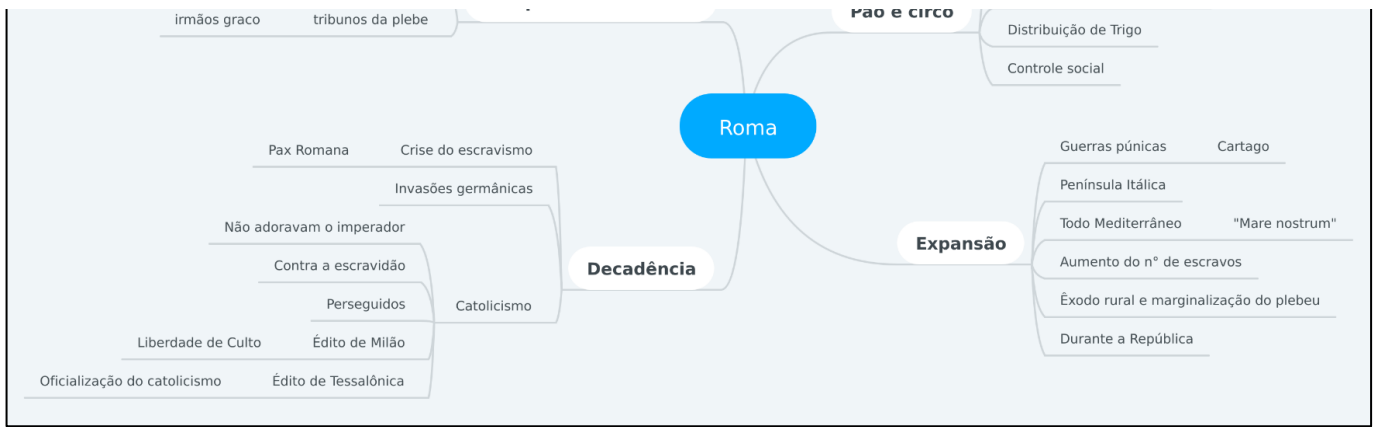 irmãos graco tribunos da plebe
Pão e circo
Distribuição de Trigo
Controle social
Roma
Pax Romana Crise do escravismo
Invasões germânicas
Não adoravam o imperador
Contra a escravidão
Perseguidos
Liberdade de Culto Édito de Milão
Oficialização do catolicismo Édito de Tessalônica
Catolicismo
Decadência
Expansão
Guerras púnicas Cartago
Península Itálica
Todo Mediterrâneo "Mare nostrum"
Aumento do n° de escravos
Êxodo rural e marginalização do plebeu
Durante a República